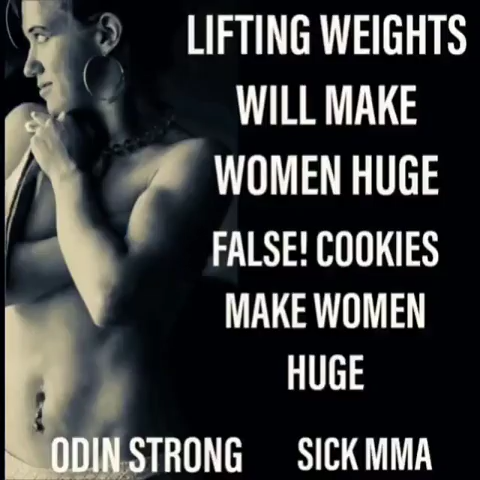 LIFTING WEIGHTS
WILL MAKE
WOMEN HUGE
FALSE! COOKIES
MAKE WOMEN
HUGE
ODIN STRONG SICK MMA